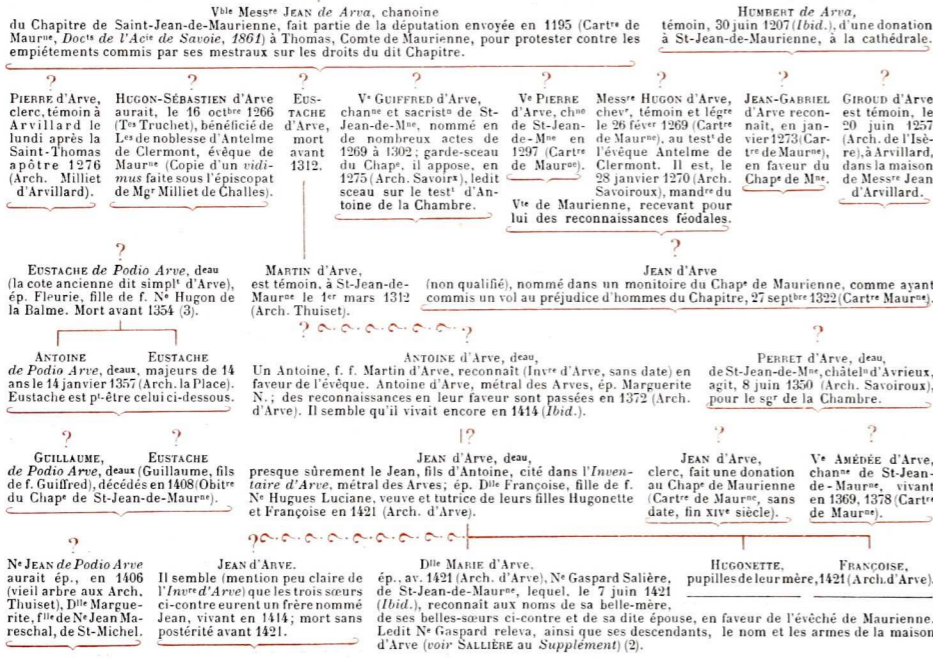 Vble Messre JEAN de Arva, chanoine
du Chapitre de Saint-Jean-de-Maurienne, fait partie de la députation envoyée en 1195 (Cartre de
Maurne, Docts de l'Acie de Savoie, 1861) à Thomas, Comte de Maurienne, pour protester contre les
empiétements commis par ses mestraux sur les droits du dit Chapitre.
HUMBERT de Arva,
témoin, 30 juin 1207 (Ibid.), d'une donation
à St-Jean-de-Maurienne, à la cathédrale.
?
?
?
?
?
?
?
?
PIERRE d'Arve,
clerc, témoin à
Arvillard le
lundi après la
Saint-Thomas
apôtre 1276
(Arch. Milliet
d'Arvillard).
HUGON-SÉBASTIEN d'Arve
aurait, le 16 octbre 1266
(Tes Truchet), bénéficié de
Les de noblesse d'Antelme
de Clermont, évêque de
Maurne (Copie d'un vidi-
mus faite sous l'épiscopat
de Mgr Milliet de Challes).
EUS-
TACHE
d'Arve,
mort
avant
1312.
Ve GUIFFRED d'Arve,
channe et sacriste de St-
Jean-de-Mne, nommé en
de nombreux actes de
1269 à 1302 ; garde-sceau
du Chape, il appose, en
1275 (Arch. Savoirx), ledit
sceau sur le testt d'An-
toine de la Chambre.
Ve PIERRE
d'Arve, chne
de St-Jean-
de-Mne en
1297 (Cartre
de Maurne).
Messre HUGON d'Arve,
chevr, témoin et légre
le 26 févr 1269 (Cartre
de Maurne), au testt de
l'évêque Antelme de
Clermont. Il est, le
28 janvier 1270 (Arch.
Savoiroux), mandre du
Vte de Maurienne, recevant pour
lui des reconnaissances féodales.
JEAN-GABRIEL
d'Arve recon-
naît, en jan-
vier 1273 (Car-
tre de Maurne),
en faveur du
Chape de Mne.
GIROUD d'Arve
est témoin, le
20 juin 1257
(Arch. de l'Isè-
re), à Arvillard,
dans la maison
de Messre Jean
d'Arvillard.
?
?
EUSTACHE de Podio Arve, deau
(la cote ancienne dit simplt d'Arve),
ép. Fleurie, fille de f. Ne Hugon de
la Balme. Mort avant 1354 (3).
MARTIN d'Arve,
est témoin, à St-Jean-de-
Maurne le 1er mars 1312
(Arch. Thuiset).
JEAN d'Arve
(non qualifié), nommé dans un monitoire du Chape de Maurienne, comme ayant
commis un vol au préjudice d'hommes du Chapitre, 27 septbre 1322 (Cartre Maurne).
?
?
?
ANTOINE EUSTACHE
de Podio Arve, deaux, majeurs de 14
ans le 14 janvier 1357 (Arch. la Place).
Eustache est pt-être celui ci-dessous.
ANTOINE d'Arve, deau,
Un Antoine, f. f. Martin d'Arve, reconnaît (Invre d'Arve, sans date) en
faveur de l'évêque. Antoine d'Arve, métral des Arves, ép. Marguerite
N. ; des reconnaissances en leur faveur sont passées en 1372 (Arch.
d'Arve). Il semble qu'il vivait encore en 1414 (Ibid.).
PERRET d'Arve, deau,
de St-Jean-de-Mne, châteln d'Avrieux,
agit, 8 juin 1350 (Arch. Savoiroux),
pour le sgr de la Chambre.
?
?
?
?
?
GUILLAUME, EUSTACHE
de Podio Arve, deaux (Guillaume, fils
de f. Guiffred), décédés en 1408 (Obitre
du Chape de St-Jean-de-Maurne).
JEAN d'Arve, deau,
presque sûrement le Jean, fils d'Antoine, cité dans l'Inven-
taire d'Arve, métral des Arves; ép. Dlle Françoise, fille de f.
Ne Hugues Luciane, veuve et tutrice de leurs filles Hugonette
et Françoise en 1421 (Arch. d'Arve).
JEAN d'Arve,
clerc, fait une donation
au Chape de Maurienne
(Cartre de Maurne, sans
date, fin XIVe siècle).
Ve AMÉDÉE d'Arve,
channe de St-Jean-
de-Maurne, vivant
en 1369, 1378 (Cartre
de Maurne).
?
?
Ne JEAN de Podio Arve
aurait ép., en 1406
(vieil arbre aux Arch.
Thuiset), Dlle Margue-
rite, flle de Ne Jean Ma-
reschal, de St-Michel.
JEAN d'ARVE.
Il semble (mention peu claire de
l'Invre d'Arve) que les trois sœurs
ci-contre eurent un frère nommé
Jean, vivant en 1414 ; mort sans
postérité avant 1421.
Dlle MARIE d'Arve,
ép., av. 1421 (Arch. d'Arve), Ne Gaspard Salière,
de St-Jean-de-Maurne, lequel, le 7 juin 1421
(Ibid.), reconnaît aux noms de sa belle-mère,
de ses belles-sœurs ci-contre et de sa dite épouse, en faveur de l'évêché de Maurienne.
Ledit Ne Gaspard releva, ainsi que ses descendants, le nom et les armes de la maison
d'Arve (voir SALLIÈRE au Supplément) (2).
HUGONETTE, FRANÇOISE,
pupilles de leur mère, 1421 (Arch. d'Arve).